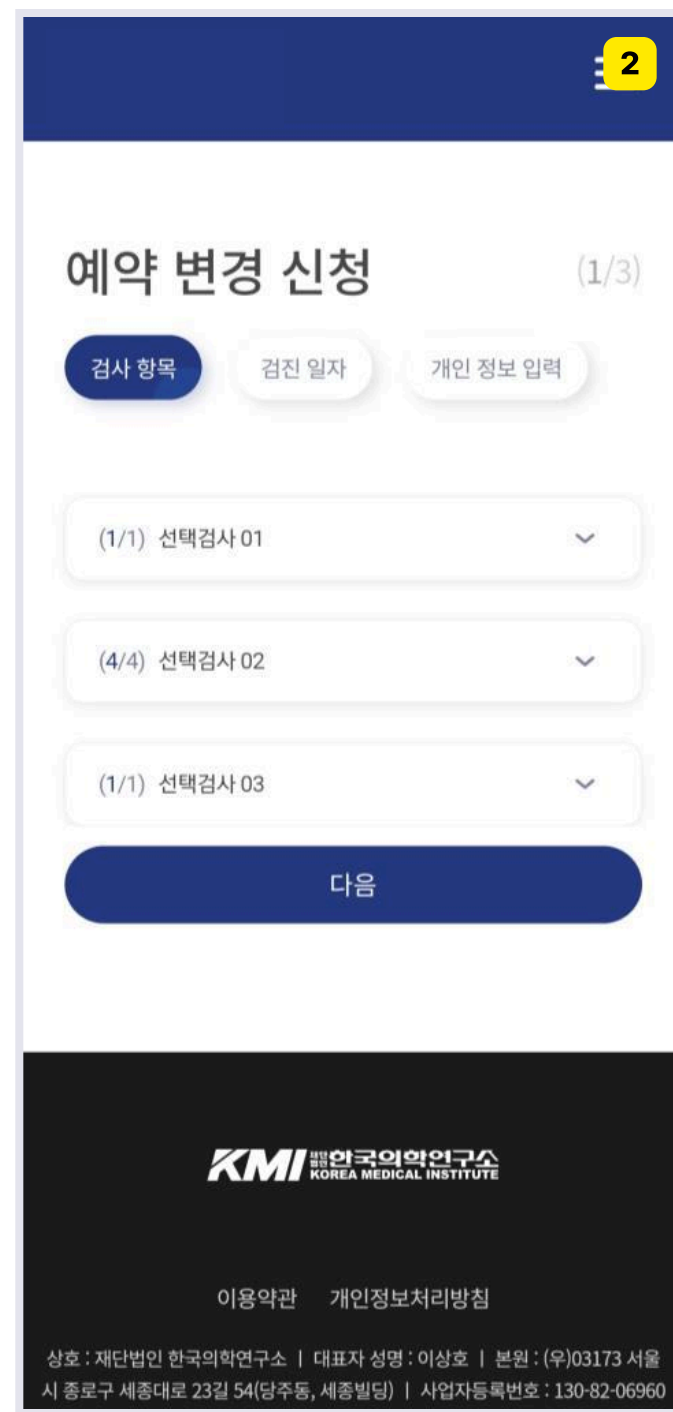 2
예약 변경 신청 (1/3)
검사 항목 검진 일자 개인 정보 입력
(1/1) 선택검사 01
(4/4) 선택검사 02
(1/1) 선택검사 03
다음
KMI 재단법인 한국의학연구소
KOREA MEDICAL INSTITUTE
이용약관 개인정보처리방침
상호 : 재단법인 한국의학연구소 | 대표자 성명 : 이상호 | 본원 : (우)03173 서울
시 종로구 세종대로 23길 54(당주동, 세종빌딩) | 사업자등록번호 : 130-82-06960